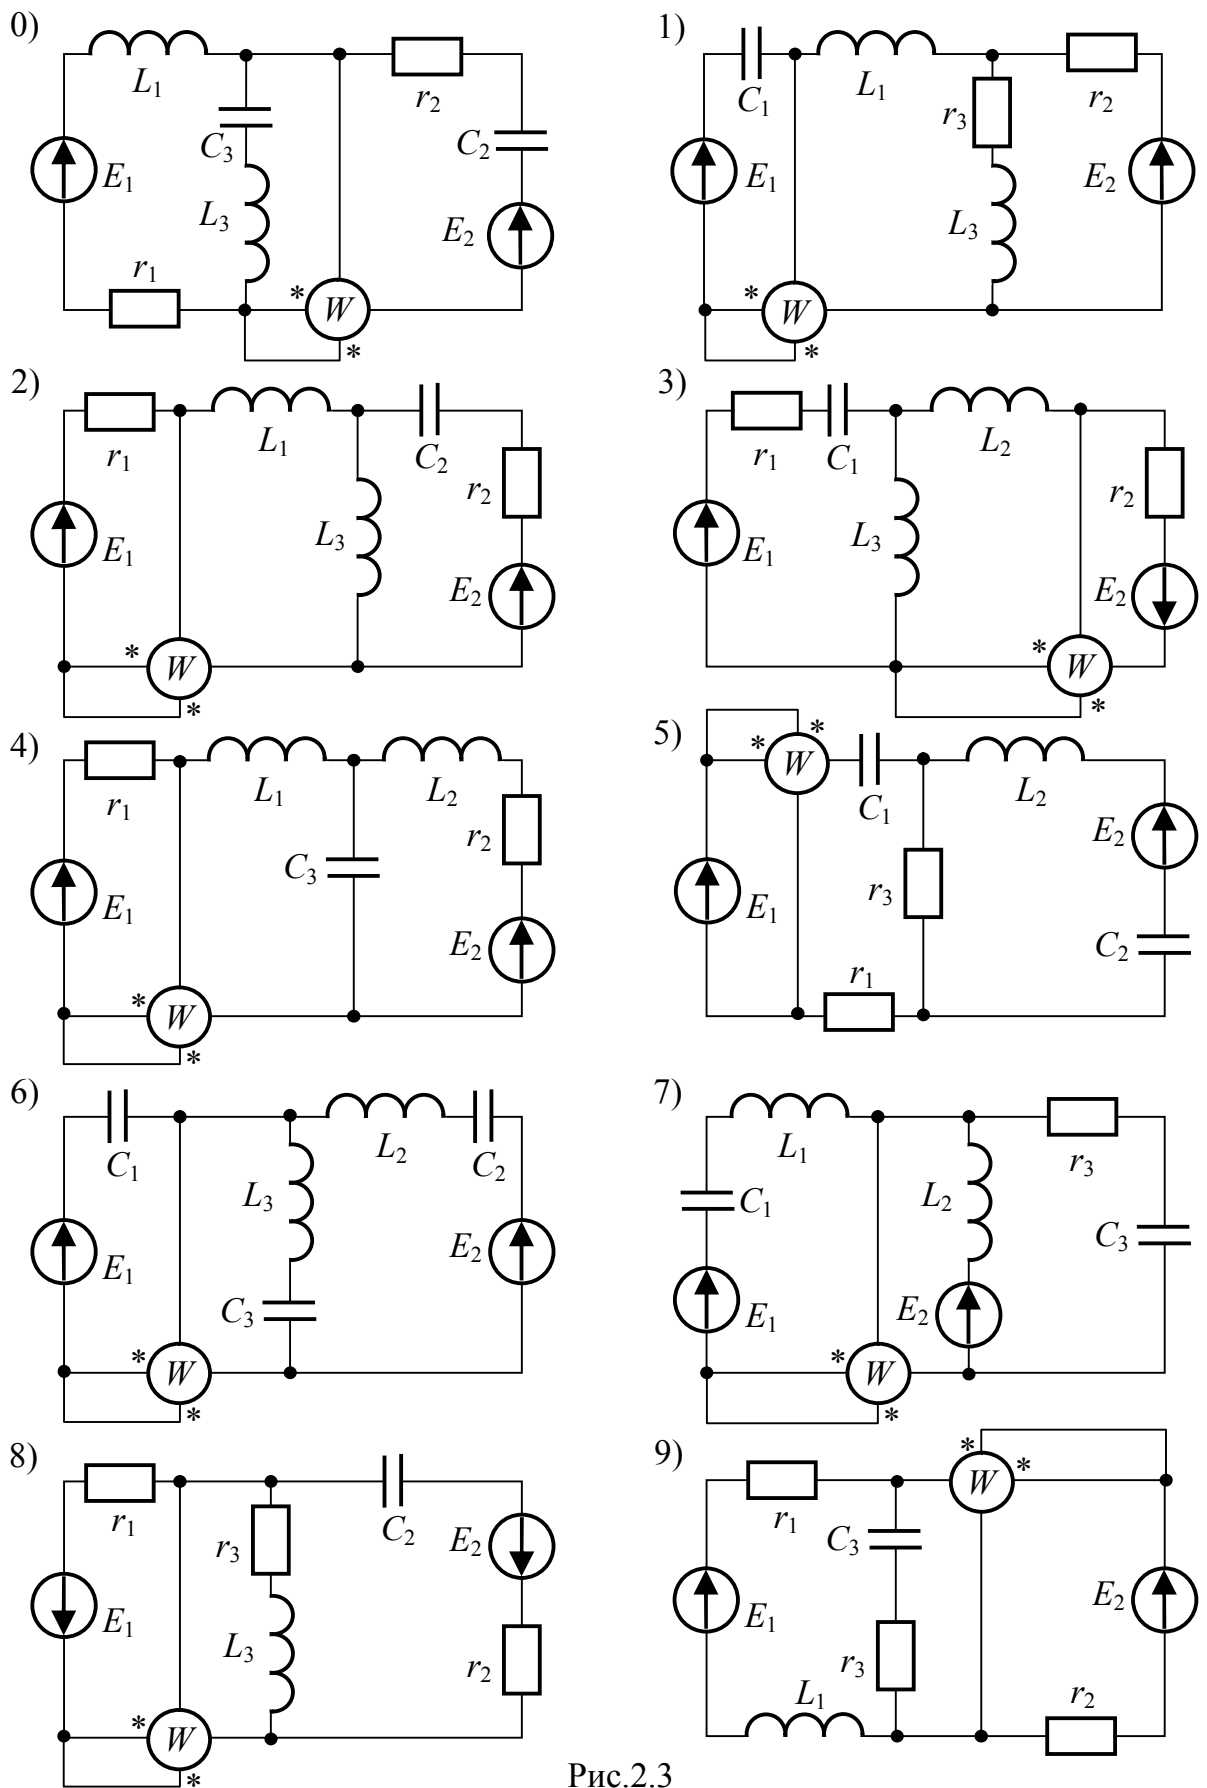 0)
L1
r2
C3
C2
E1
L3
E2
r1
*
W
*
1)
C1
L1
r2
r3
E1
E2
L3
*
W
*
2)
r1
L1
C2
r2
E1
L3
E2
*
W
*
3)
r1
C1
L2
r2
E1
L3
E2
*
W
*
4)
r1
L1
L2
r2
C3
E1
E2
*
W
*
5)
*
*
W
C1
L2
E2
E1
r3
C2
r1
6)
C1
L2
C2
L3
E1
E2
C3
*
W
*
7)
L1
r3
C1
L2
C3
E1
E2
*
W
*
8)
r1
C2
r3
E2
E1
L3
r2
*
W
*
9)
*
*
W
r1
C3
E1
E2
r3
L1
r2
Рис.2.3